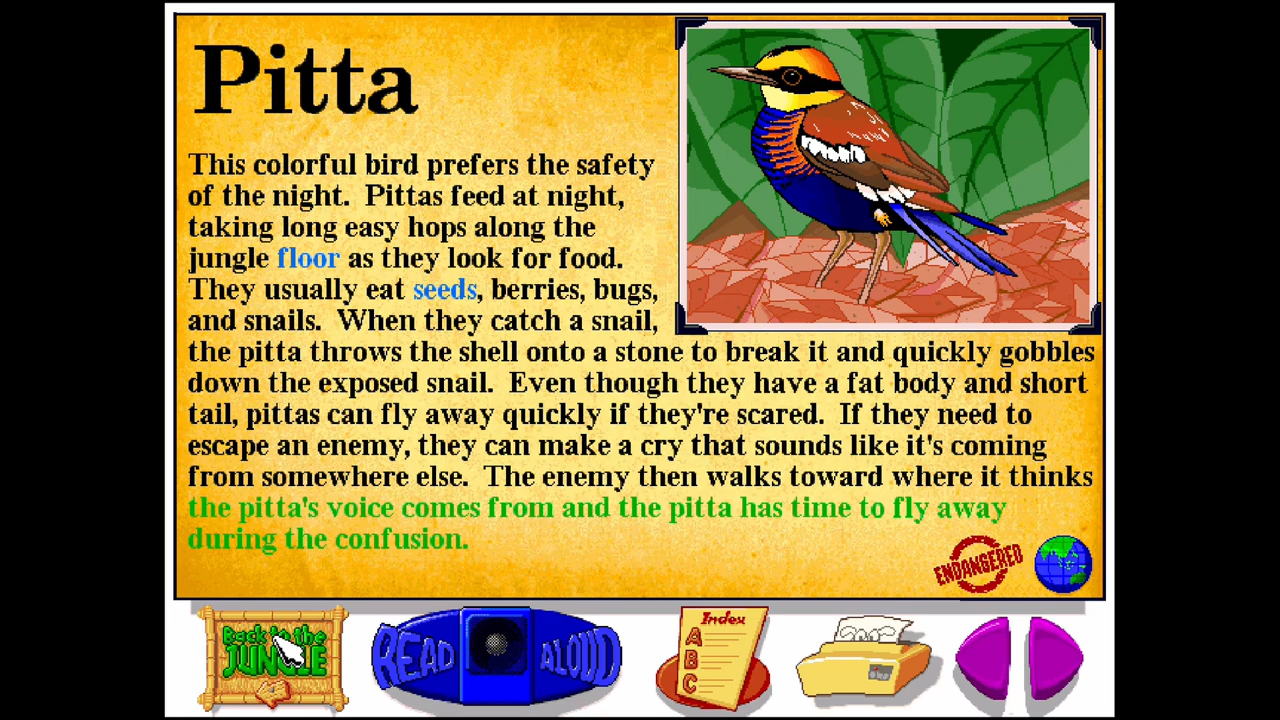 Pitta
This colorful bird prefers the safety
of the night.  Pittas feed at night,
taking long easy hops along the
jungle floor as they look for food.
They usually eat seeds, berries, bugs,
and snails.  When they catch a snail,
the pitta throws the shell onto a stone to break it and quickly gobbles
down the exposed snail.  Even though they have a fat body and short
tail, pittas can fly away quickly if they're scared.  If they need to
escape an enemy, they can make a cry that sounds like it's coming
from somewhere else.  The enemy then walks toward where it thinks
the pitta's voice comes from and the pitta has time to fly away
during the confusion.
ENDANGERED
Back to the
JUNGLE
READ ALOUD
Index
A
B
C